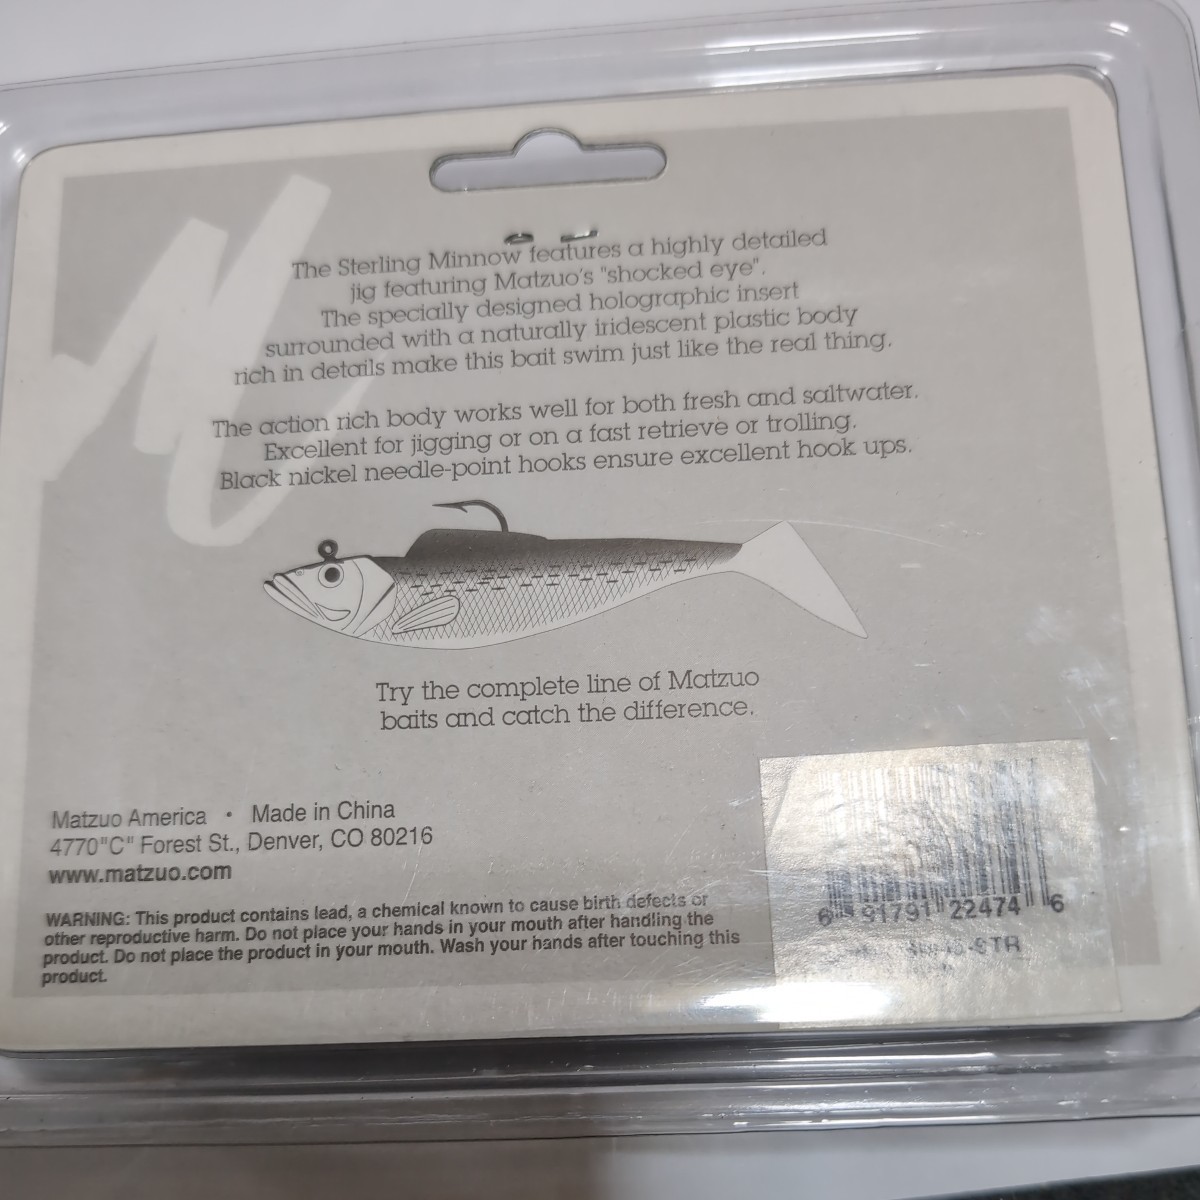 The Sterling Minnow features a highly detailed
jig featuring Matzuo's "shocked eye".
The specially designed holographic insert
surrounded with a naturally iridescent plastic body
rich in details make this bait swim just like the real thing.
The action rich body works well for both fresh and saltwater.
Excellent for jigging or on a fast retrieve or trolling.
Black nickel needle-point hooks ensure excellent hook ups.
Try the complete line of Matzuo
baits and catch the difference.
Matzuo America • Made in China
4770"C" Forest St., Denver, CO 80216
www.matzuo.com
WARNING: This product contains lead, a chemical known to cause birth defects or
other reproductive harm. Do not place your hands in your mouth after handling the
product. Do not place the product in your mouth. Wash your hands after touching this
product.
6 91791 22474 6